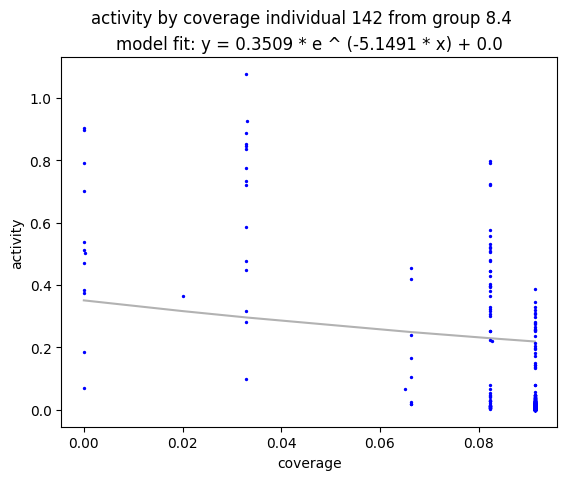 activity by coverage individual 142 from group 8.4
model fit: y = 0.3509 * e ^ (-5.1491 * x) + 0.0
1.0
0.8
0.6
0.4
0.2
0.0
activity
0.00 0.02 0.04 0.06 0.08
coverage